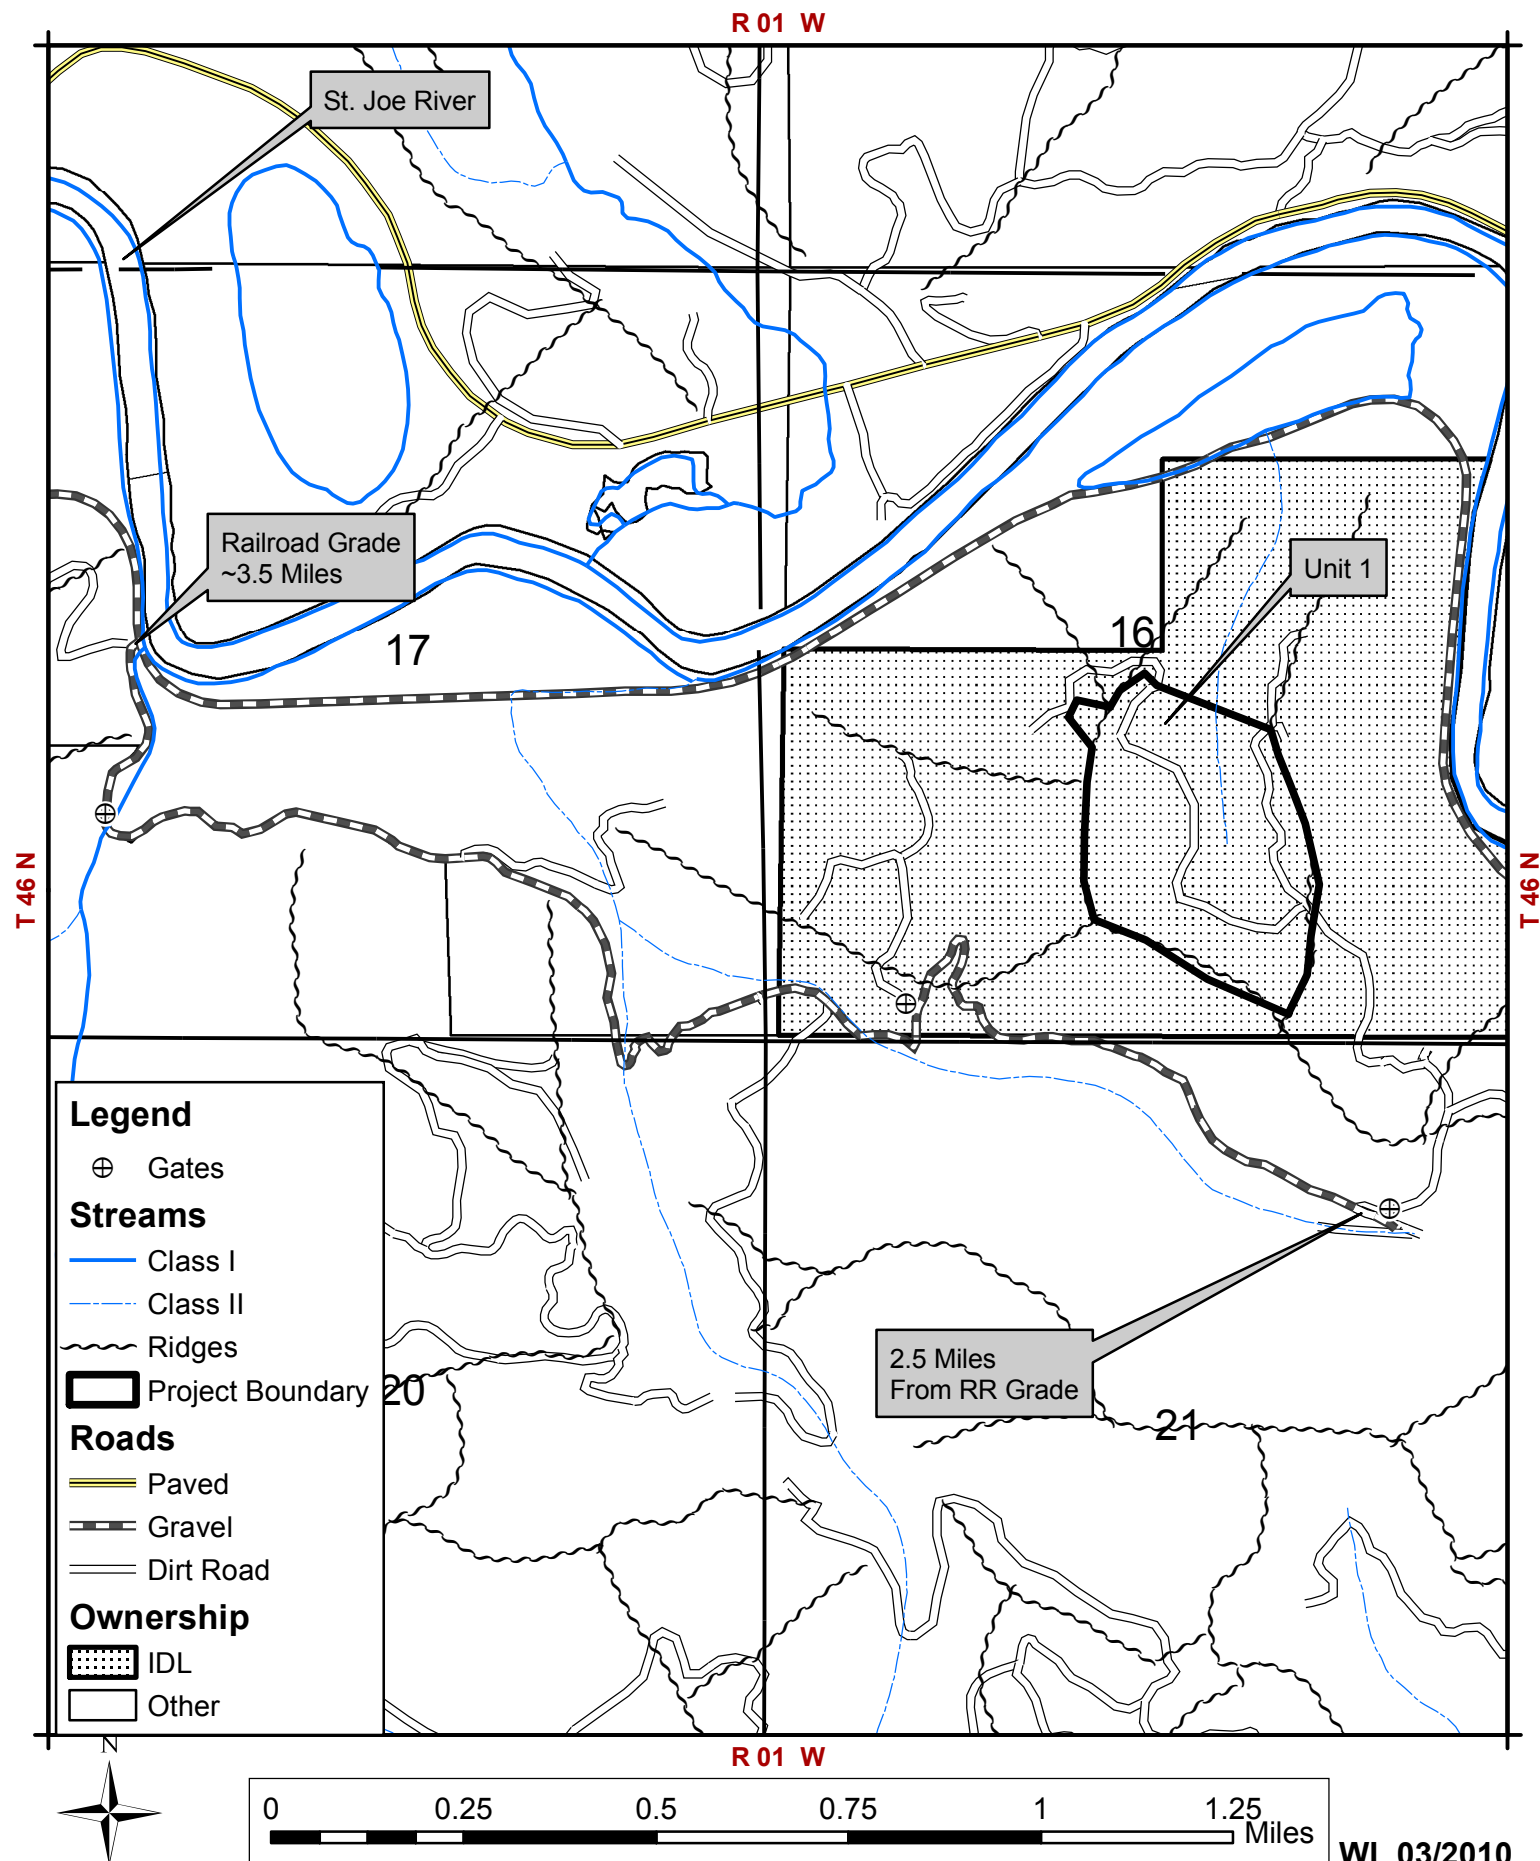 R 01 W
St. Joe River
Railroad Grade
~3.5 Miles
Unit 1
17
16
T 46 N
T 46 N
Legend
Gates
Streams
Class I
Class II
Ridges
Project Boundary
20
Roads
Paved
Gravel
Dirt Road
Ownership
IDL
Other
2.5 Miles
From RR Grade
21
R 01 W
N
0 0.25 0.5 0.75 1 1.25
Miles
WL 03/2010